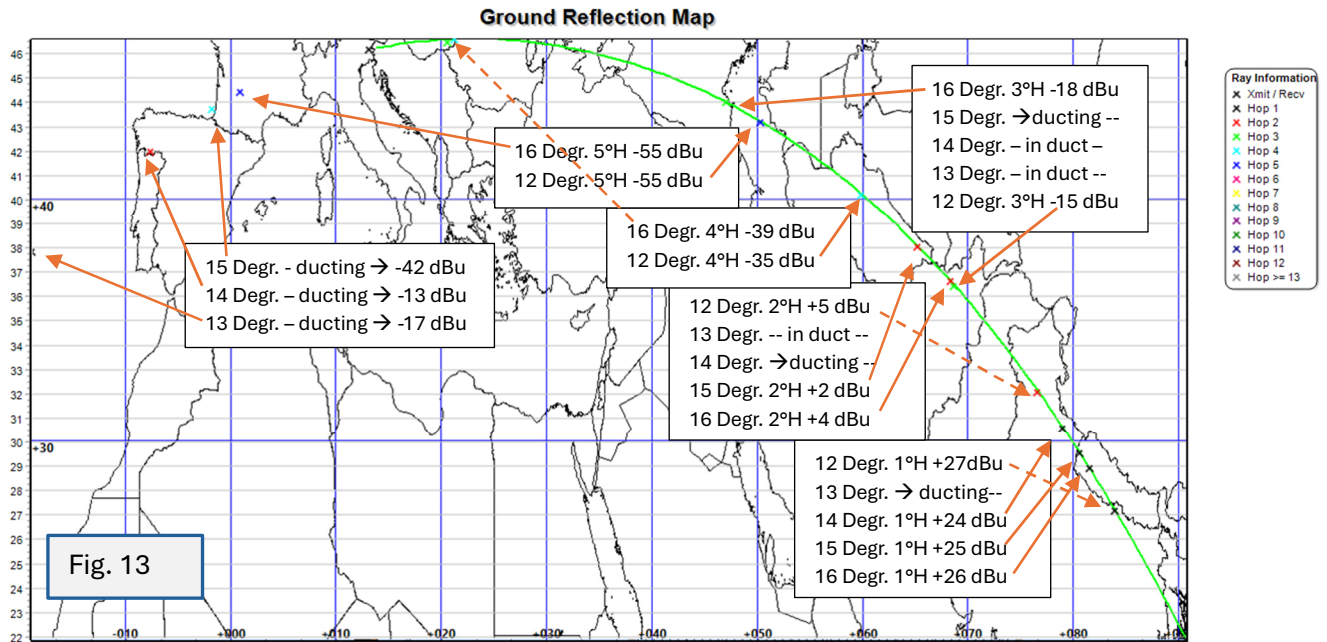 Ground Reflection Map
46
45
44
43
42
41
40
39
38
37
36
35
34
33
32
31
30
29
28
27
26
25
24
23
22
+40
+30
-010
+000
+010
+020
+030
+040
+050
+060
+070
+080
16 Degr. 3°H -18 dBu
15 Degr. →ducting --
14 Degr. – in duct –
13 Degr. – in duct --
12 Degr. 3°H -15 dBu
16 Degr. 5°H -55 dBu
12 Degr. 5°H -55 dBu
16 Degr. 4°H -39 dBu
12 Degr. 4°H -35 dBu
15 Degr. - ducting → -42 dBu
14 Degr. – ducting → -13 dBu
13 Degr. – ducting → -17 dBu
12 Degr. 2°H +5 dBu
13 Degr. -- in duct --
14 Degr. →ducting --
15 Degr. 2°H +2 dBu
16 Degr. 2°H +4 dBu
12 Degr. 1°H +27dBu
13 Degr. → ducting--
14 Degr. 1°H +24 dBu
15 Degr. 1°H +25 dBu
16 Degr. 1°H +26 dBu
Fig. 13
Ray Information
Xmit / Recv
Hop 1
Hop 2
Hop 3
Hop 4
Hop 5
Hop 6
Hop 7
Hop 8
Hop 9
Hop 10
Hop 11
Hop 12
Hop >= 13